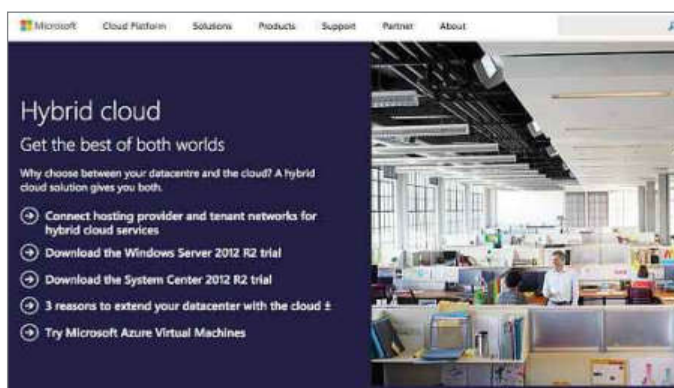 Microsoft Cloud Platform Solutions Products Support Partner About
Hybrid cloud
Get the best of both worlds
Why choose between your datacentre and the cloud? A hybrid
cloud solution gives you both.
Connect hosting provider and tenant networks for
hybrid cloud services
Download the Windows Server 2012 R2 trial
Download the System Center 2012 R2 trial
3 reasons to extend your datacenter with the cloud ±
Try Microsoft Azure Virtual Machines